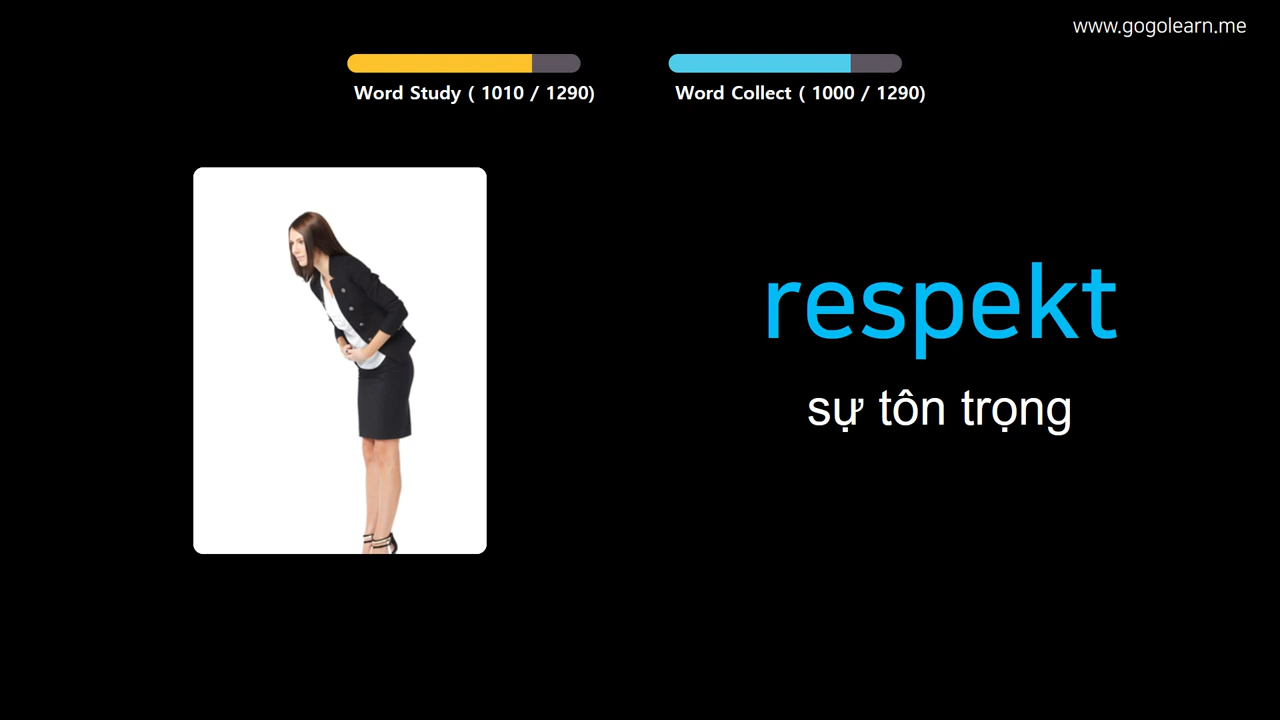 www.gogolearn.me
Word Study ( 1010 / 1290)
Word Collect ( 1000 / 1290)
respekt
sự tôn trọng